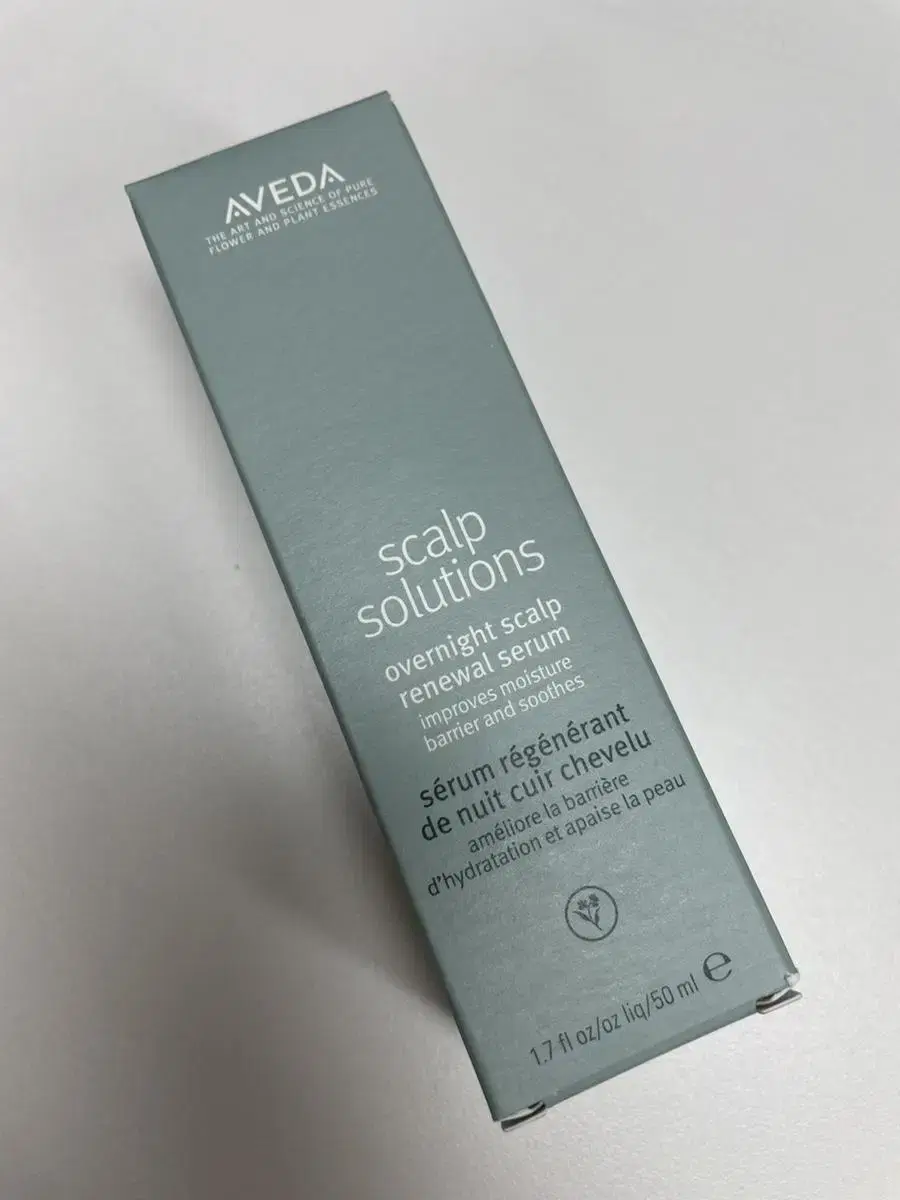 AVEDA
THE ART AND SCIENCE OF PURE
FLOWER AND PLANT ESSENCES
scalp
solutions
overnight scalp
renewal serum
improves moisture
barrier and soothes
sérum régénérant
de nuit cuir chevelu
améliore la barrière
d'hydratation et apaise la peau
1.7 fl oz/oz liq/50 ml ℮